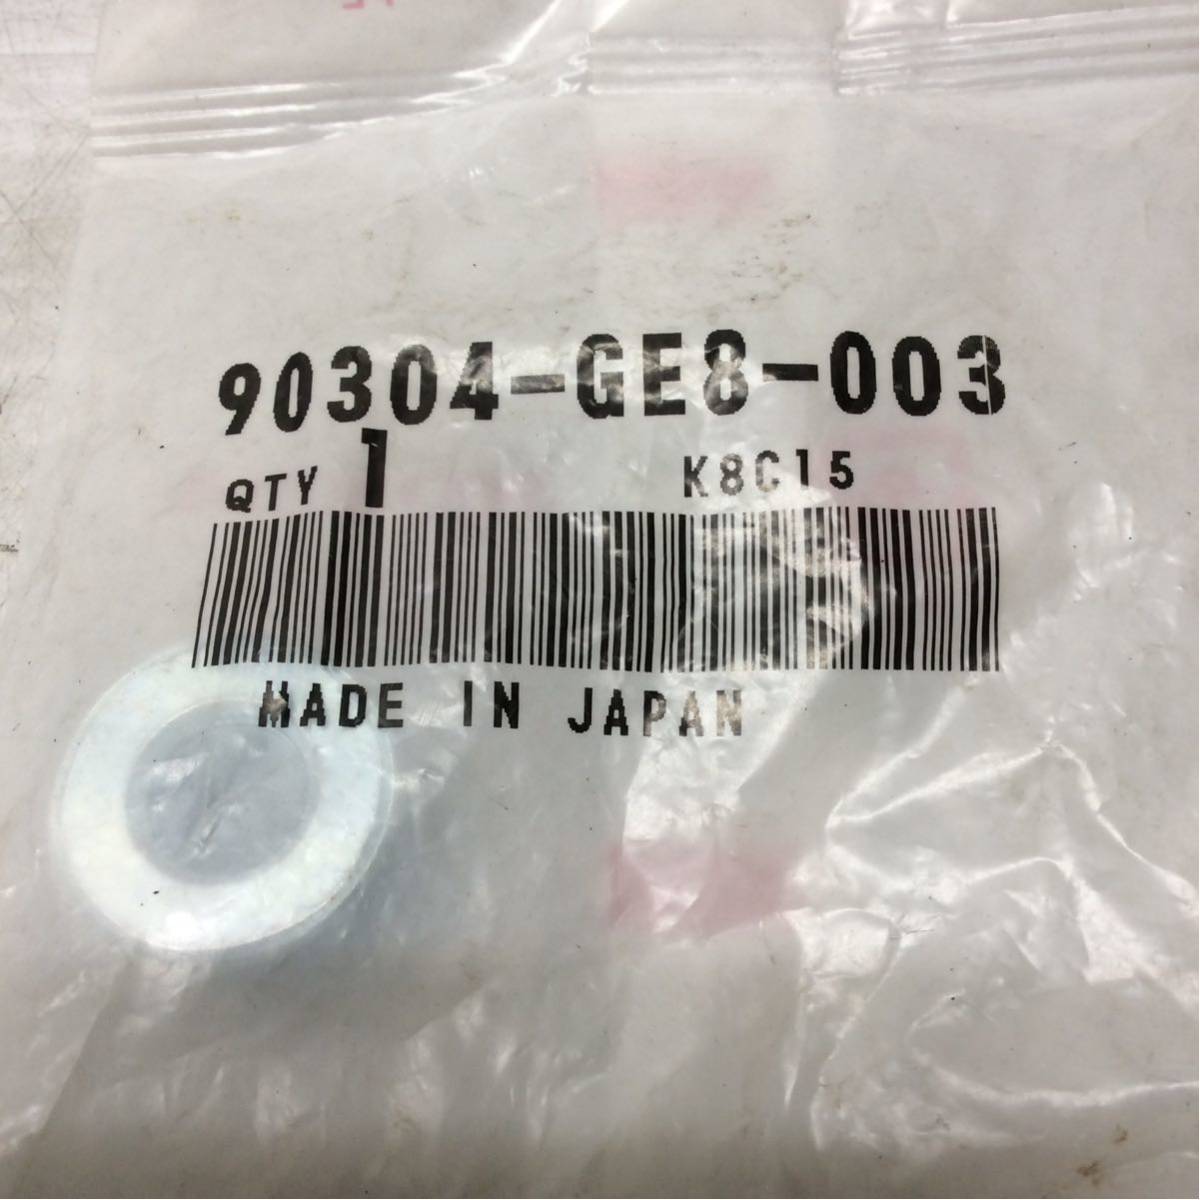 90304-GE8-003
QTY 1 K8C15
MADE IN JAPAN